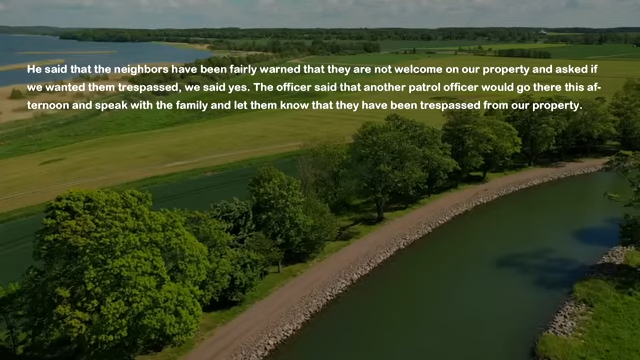 He said that the neighbors have been fairly warned that they are not welcome on our property and asked if
we wanted them trespassed, we said yes. The officer said that another patrol officer would go there this af-
ternoon and speak with the family and let them know that they have been trespassed from our property.